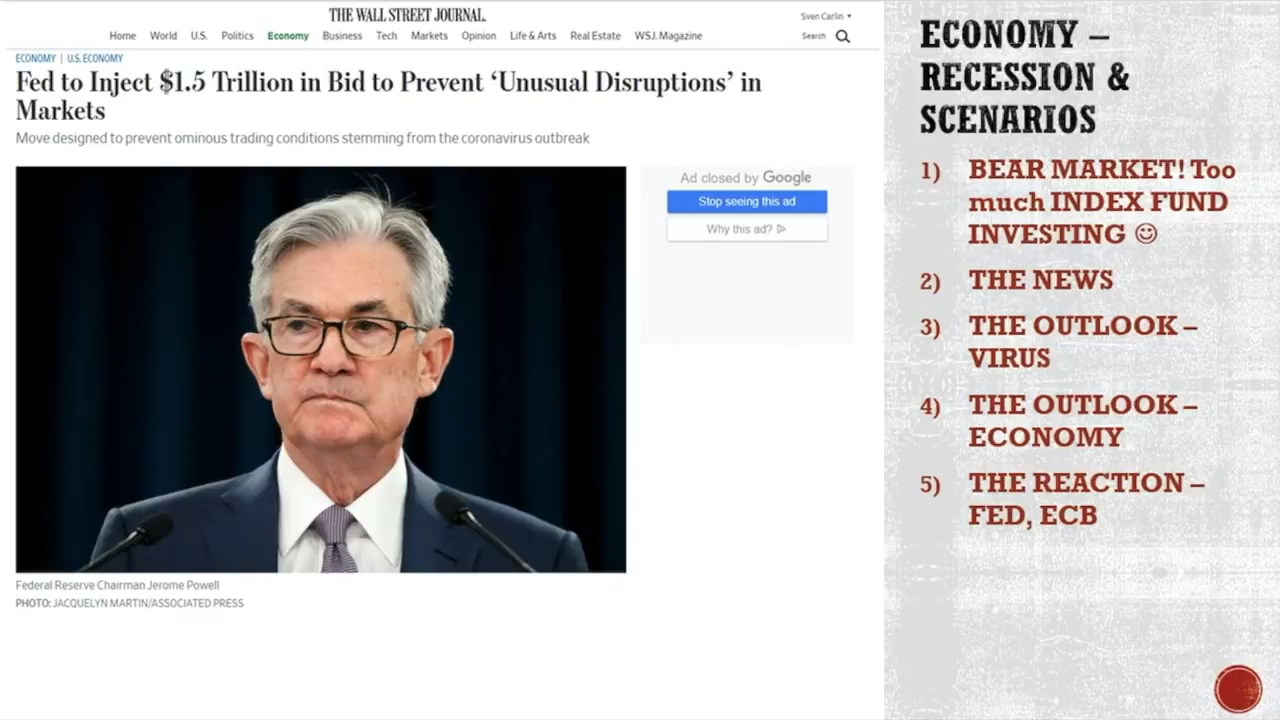 THE WALL STREET JOURNAL.
Sven Carlin
Home World U.S. Politics Economy Business Tech Markets Opinion Life & Arts Real Estate WSJ. Magazine
Search
ECONOMY | U.S. ECONOMY
Fed to Inject $1.5 Trillion in Bid to Prevent ‘Unusual Disruptions’ in
Markets
Move designed to prevent ominous trading conditions stemming from the coronavirus outbreak
Ad closed by Google
Stop seeing this ad
Why this ad?
Federal Reserve Chairman Jerome Powell
PHOTO: JACQUELYN MARTIN/ASSOCIATED PRESS
ECONOMY –
RECESSION &
SCENARIOS
1) BEAR MARKET! Too
much INDEX FUND
INVESTING ☺
2) THE NEWS
3) THE OUTLOOK –
VIRUS
4) THE OUTLOOK –
ECONOMY
5) THE REACTION –
FED, ECB